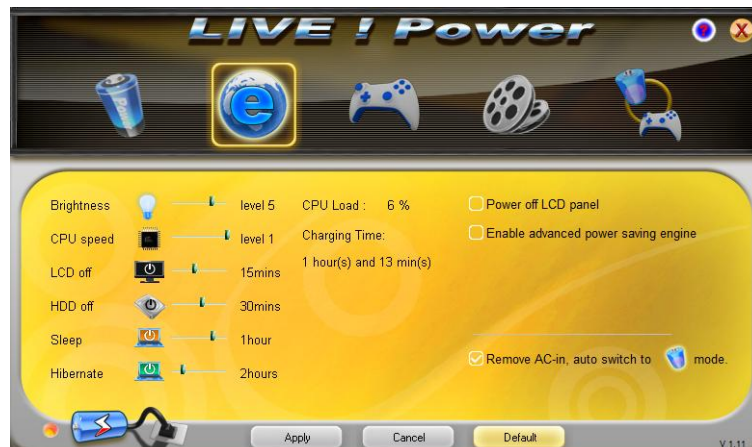 LIVE ! Power
Power
e
Brightness level 5 CPU Load : 6 % Power off LCD panel
CPU speed level 1 Charging Time: Enable advanced power saving engine
LCD off 15mins 1 hour(s) and 13 min(s)
HDD off 30mins
Sleep 1hour
Hibernate 2hours
Remove AC-in, auto switch to mode.
Apply Cancel Default
V 1.11